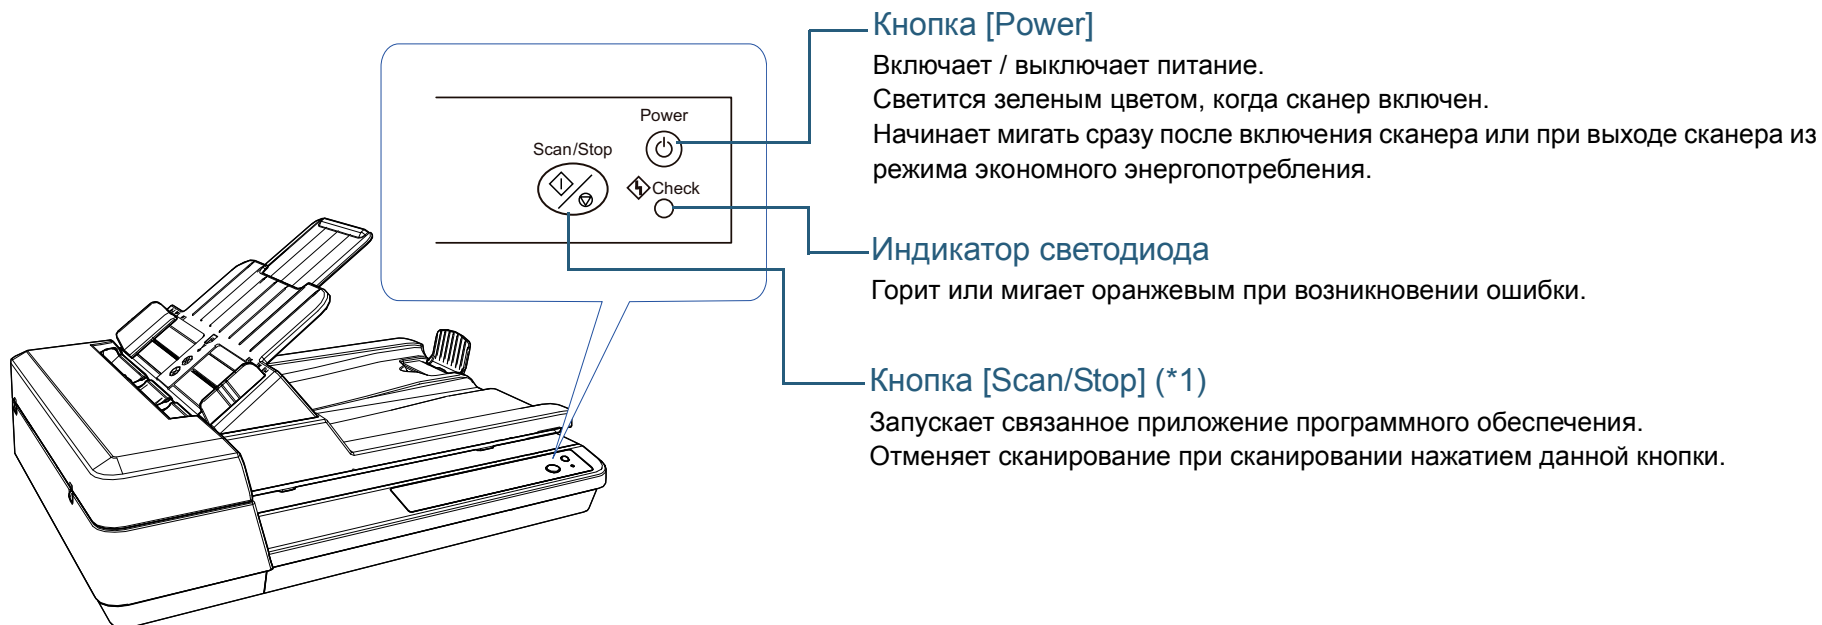 Кнопка [Power]
Включает / выключает питание.
Светится зеленым цветом, когда сканер включен.
Начинает мигать сразу после включения сканера или при выходе сканера из
режима экономного энергопотребления.
Power
Scan/Stop
Check
Индикатор светодиода
Горит или мигает оранжевым при возникновении ошибки.
Кнопка [Scan/Stop] (*1)
Запускает связанное приложение программного обеспечения.
Отменяет сканирование при сканировании нажатием данной кнопки.